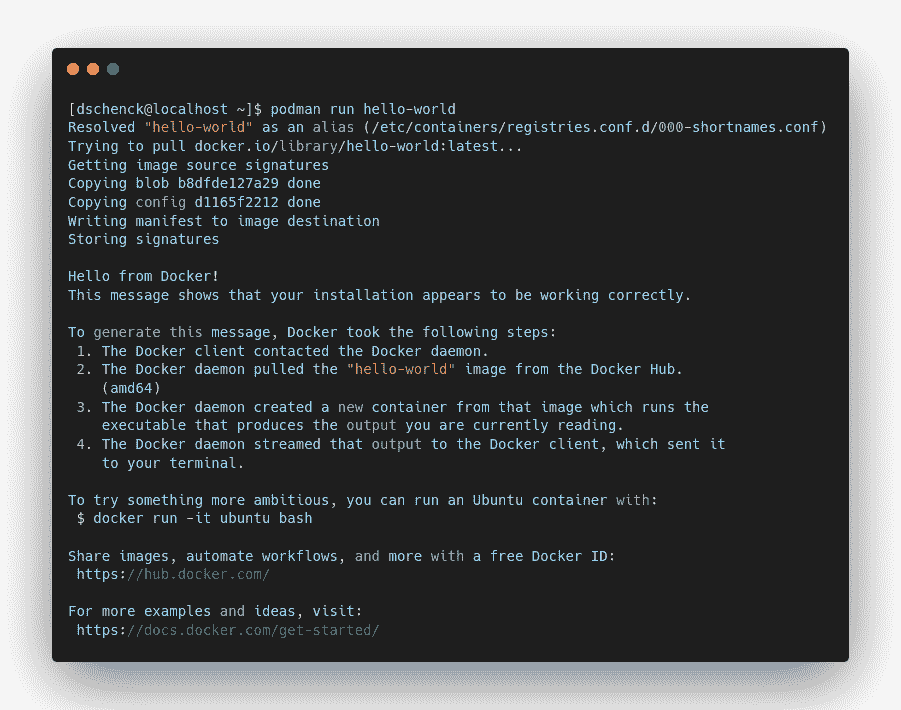 [dschenck@localhost ~]$ podman run hello-world
Resolved "hello-world" as an alias (/etc/containers/registries.conf.d/000-shortnames.conf)
Trying to pull docker.io/library/hello-world:latest...
Getting image source signatures
Copying blob b8dfde127a29 done
Copying config d1165f2212 done
Writing manifest to image destination
Storing signatures

Hello from Docker!
This message shows that your installation appears to be working correctly.

To generate this message, Docker took the following steps:
 1. The Docker client contacted the Docker daemon.
 2. The Docker daemon pulled the "hello-world" image from the Docker Hub.
    (amd64)
 3. The Docker daemon created a new container from that image which runs the
    executable that produces the output you are currently reading.
 4. The Docker daemon streamed that output to the Docker client, which sent it
    to your terminal.

To try something more ambitious, you can run an Ubuntu container with:
 $ docker run -it ubuntu bash

Share images, automate workflows, and more with a free Docker ID:
 https://hub.docker.com/

For more examples and ideas, visit:
 https://docs.docker.com/get-started/